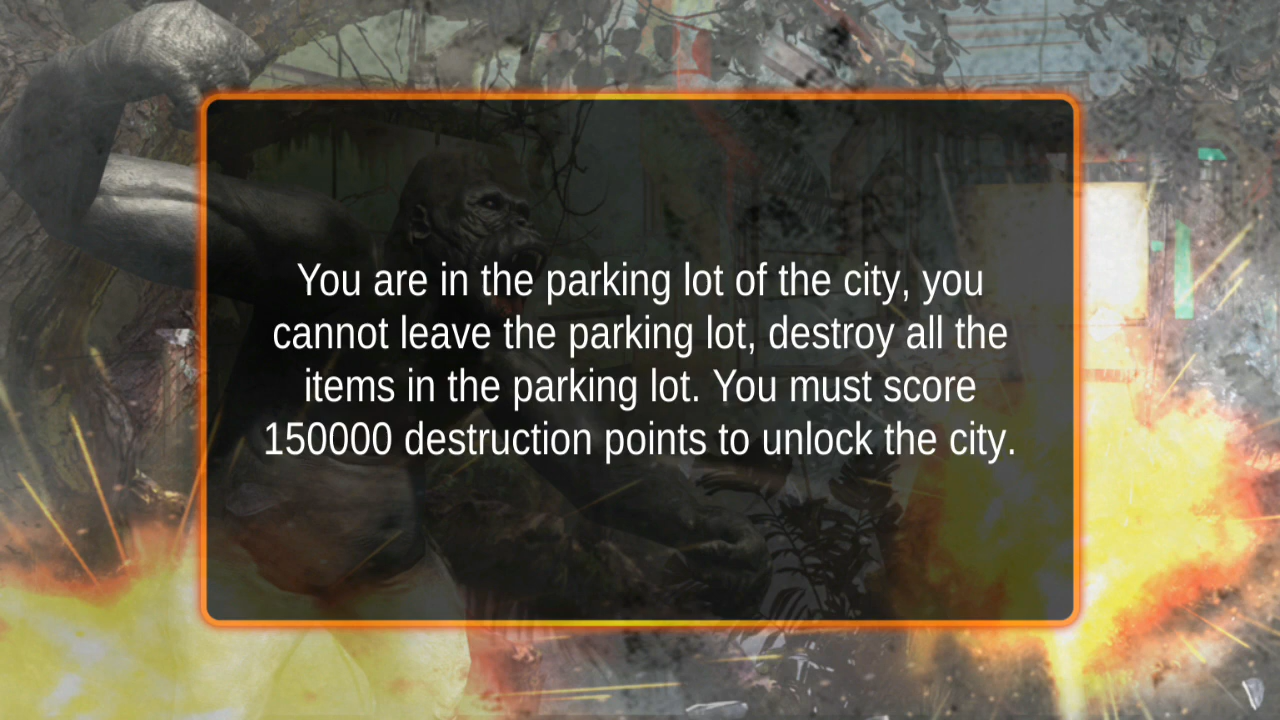 You are in the parking lot of the city, you
cannot leave the parking lot, destroy all the
items in the parking lot. You must score
150000 destruction points to unlock the city.